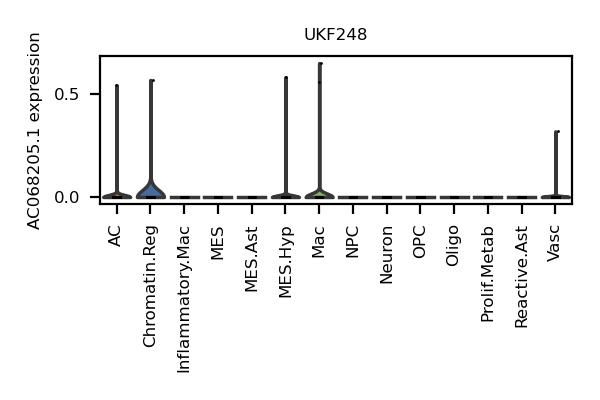 UKF248
AC068205.1 expression
0.5
0.0
AC
Chromatin.Reg
Inflammatory.Mac
MES
MES.Ast
MES.Hyp
Mac
NPC
Neuron
OPC
Oligo
Prolif.Metab
Reactive.Ast
Vasc